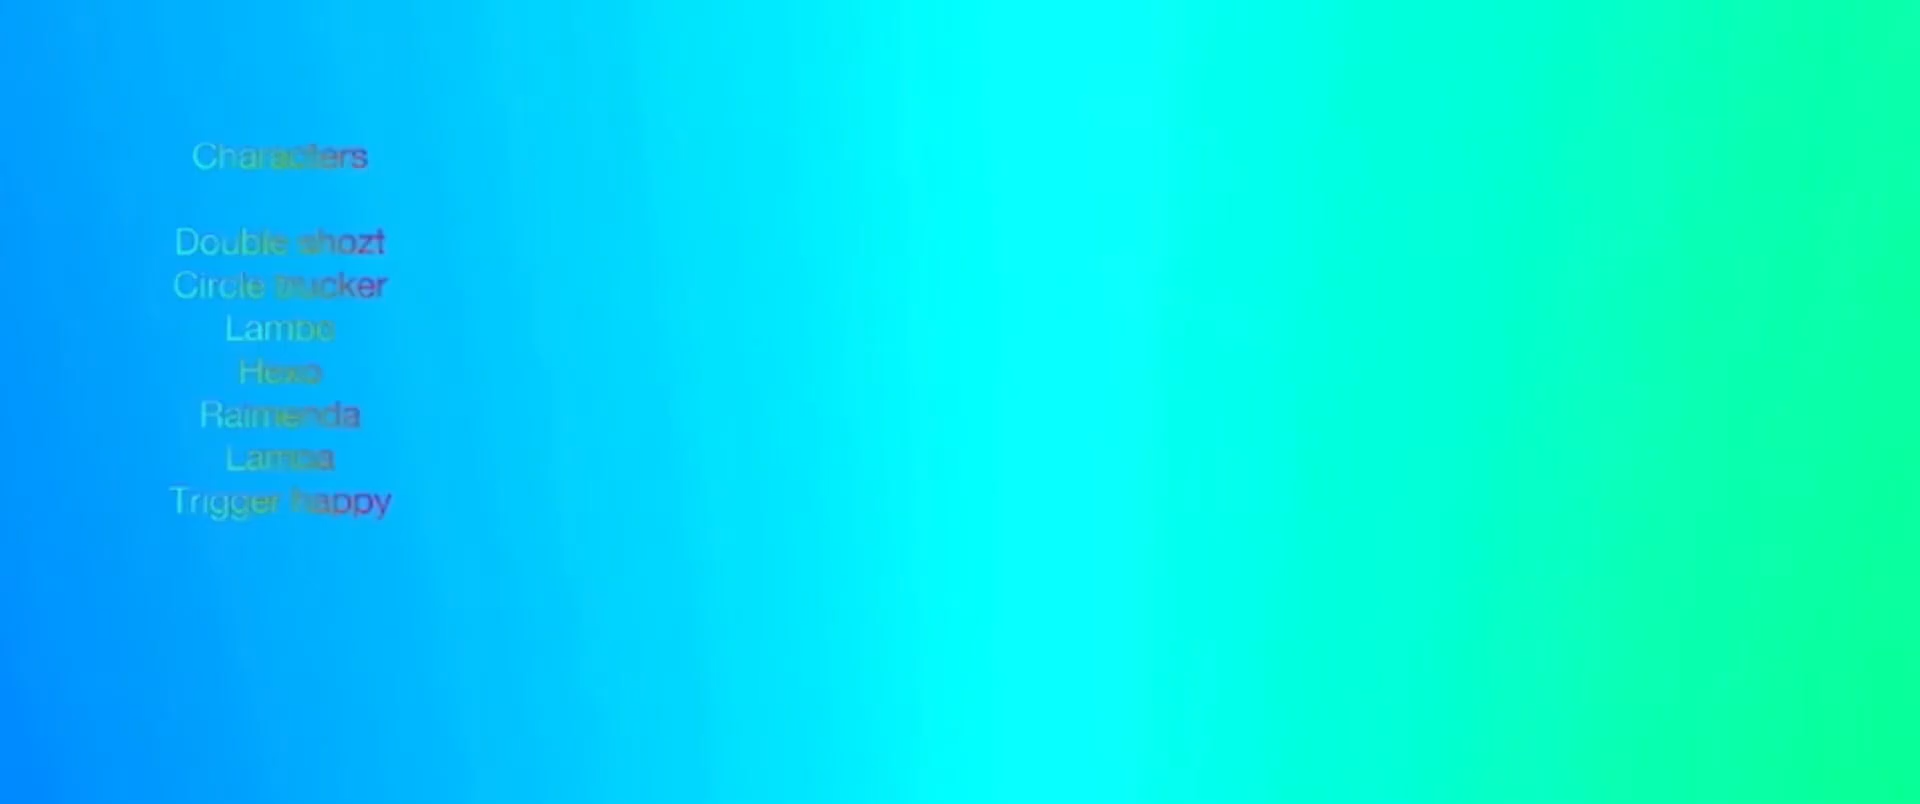 Characters
Double shozt
Circle trucker
Lambo
Hexo
Raimenda
Lampa
Trigger happy